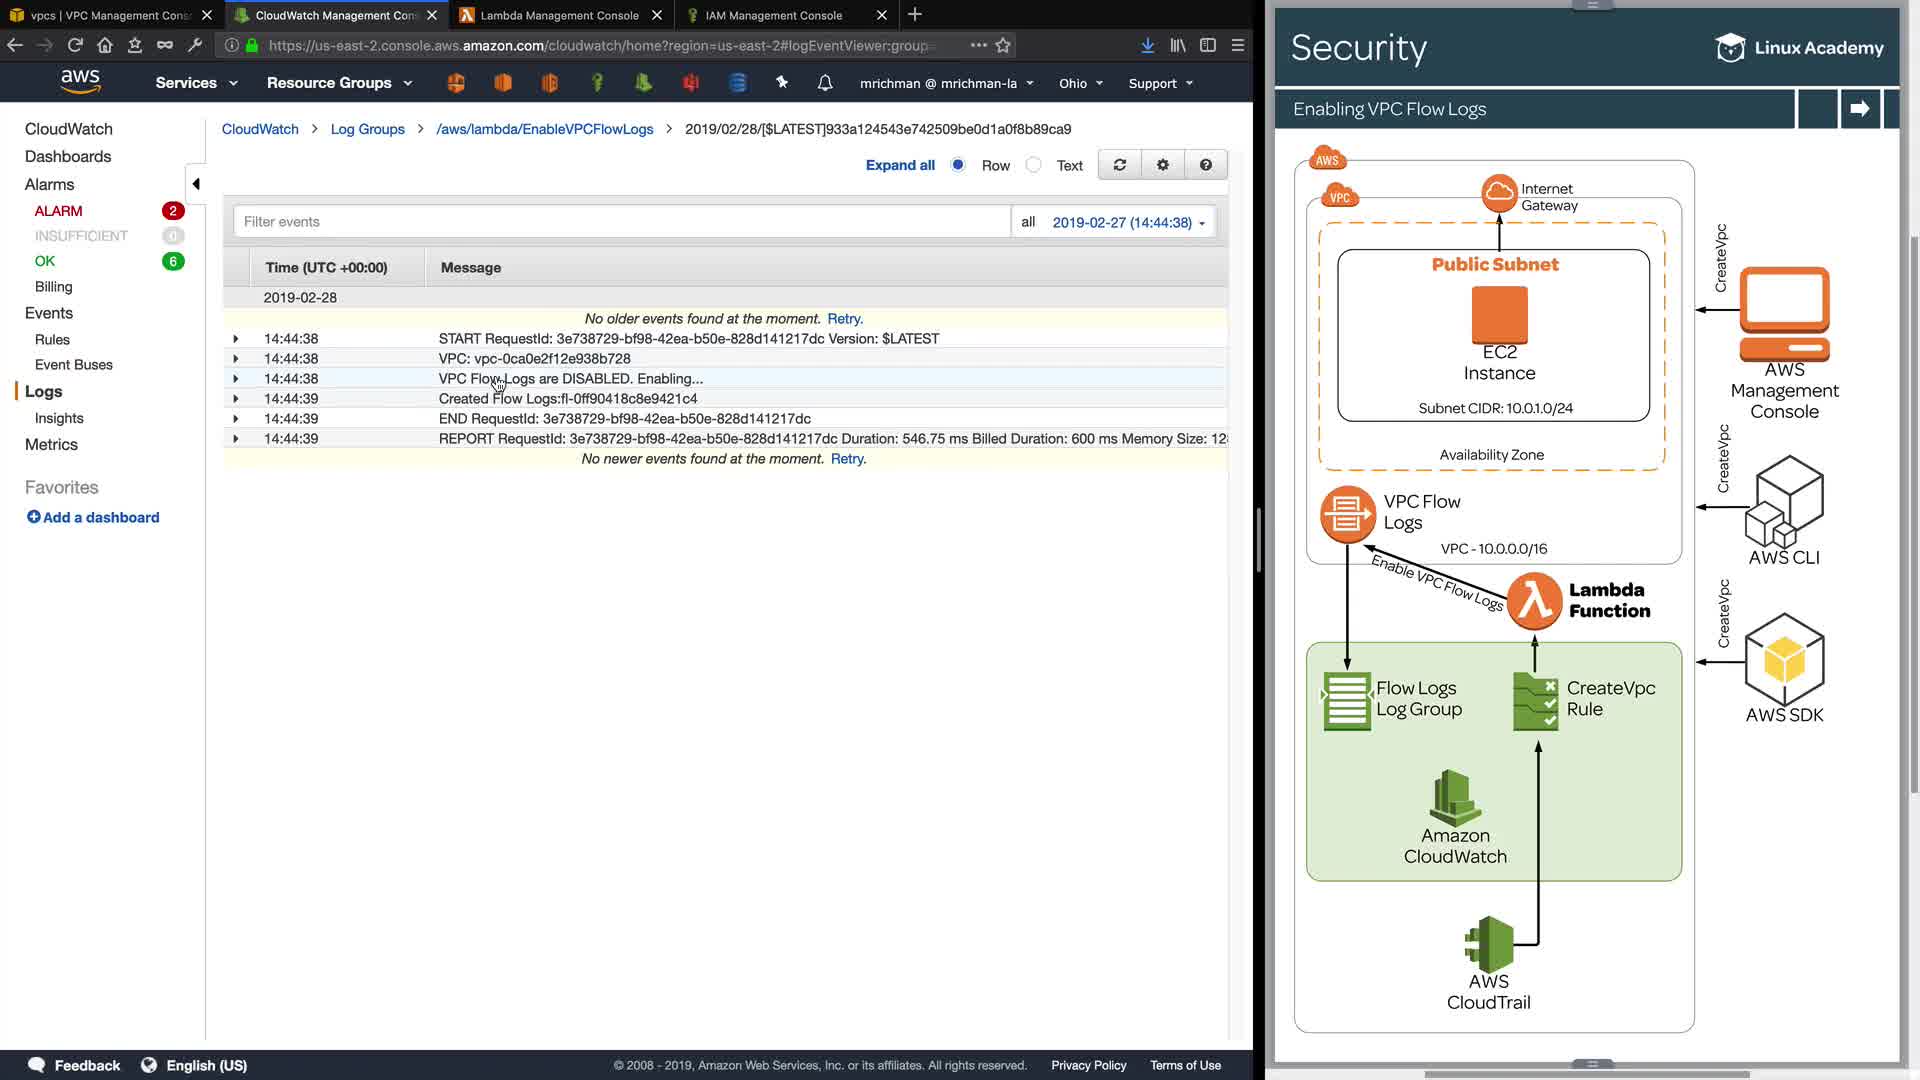 vpcs | VPC Management Cons
CloudWatch Management Con
Lambda Management Console
IAM Management Console
https://us-east-2.console.aws.amazon.com/cloudwatch/home?region=us-east-2#logEventViewer:group
aws
Services
Resource Groups
mrichman @ mrichman-la
Ohio
Support
CloudWatch
Dashboards
Alarms
ALARM 2
INSUFFICIENT 0
OK 6
Billing
Events
Rules
Event Buses
Logs
Insights
Metrics
Favorites
Add a dashboard
CloudWatch > Log Groups > /aws/lambda/EnableVPCFlowLogs > 2019/02/28/[$LATEST]933a124543e742509be0d1a0f8b89ca9
Expand all Row Text
Filter events
all 2019-02-27 (14:44:38)
Time (UTC +00:00) Message
2019-02-28
No older events found at the moment. Retry.
14:44:38 START RequestId: 3e738729-bf98-42ea-b50e-828d141217dc Version: $LATEST
14:44:38 VPC: vpc-0ca0e2f12e938b728
14:44:38 VPC Flow Logs are DISABLED. Enabling...
14:44:39 Created Flow Logs:fl-0ff90418c8e9421c4
14:44:39 END RequestId: 3e738729-bf98-42ea-b50e-828d141217dc
14:44:39 REPORT RequestId: 3e738729-bf98-42ea-b50e-828d141217dc Duration: 546.75 ms Billed Duration: 600 ms Memory Size: 12
No newer events found at the moment. Retry.
Feedback
English (US)
© 2008 - 2019, Amazon Web Services, Inc. or its affiliates. All rights reserved.
Privacy Policy
Terms of Use
Security
Linux Academy
Enabling VPC Flow Logs
AWS
VPC
Internet
Gateway
Public Subnet
EC2
Instance
Subnet CIDR: 10.0.1.0/24
Availability Zone
VPC Flow
Logs
VPC - 10.0.0.0/16
Enable VPC Flow Logs
Lambda
Function
Flow Logs
Log Group
CreateVpc
Rule
Amazon
CloudWatch
AWS
CloudTrail
CreateVpc
AWS
Management
Console
CreateVpc
AWS CLI
CreateVpc
AWS SDK